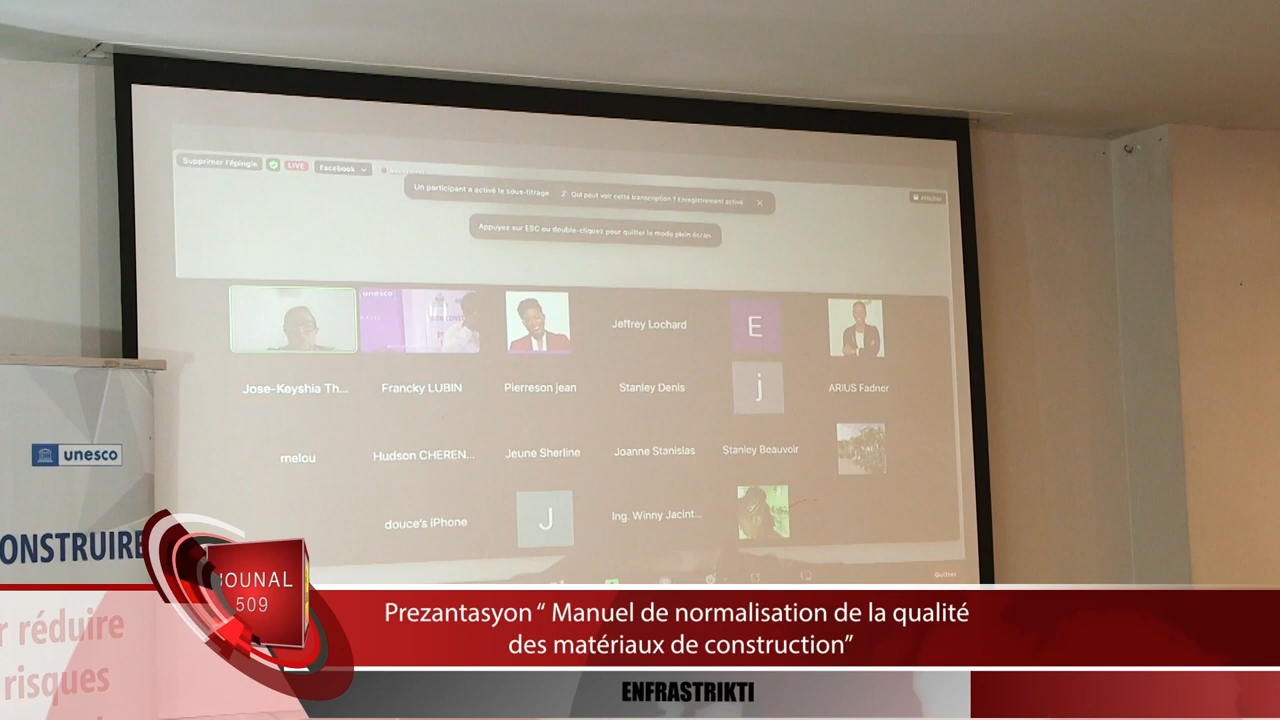 Supprimer l'épingle
LIVE
Facebook
Un participant a activé le sous-titrage
Qui peut voir cette transcription ? Enregistrement activé
Afficher
Appuyez sur ESC ou double-cliquez pour quitter le mode plein écran
unesco
Jeffrey Lochard
E
Jose-Keyshia Th...
Francky LUBIN
Pierreson jean
Stanley Denis
j
ARIUS Fadner
melou
Hudson CHEREN...
Jeune Sherline
Joanne Stanislas
Stanley Beauvoir
douce's iPhone
J
Ing. Winny Jacint...
Quitter
unesco
ONSTRUIRE
r réduire
risques
JOUNAL
509
Prezantasyon “ Manuel de normalisation de la qualité
des matériaux de construction”
ENFRASTRIKTI